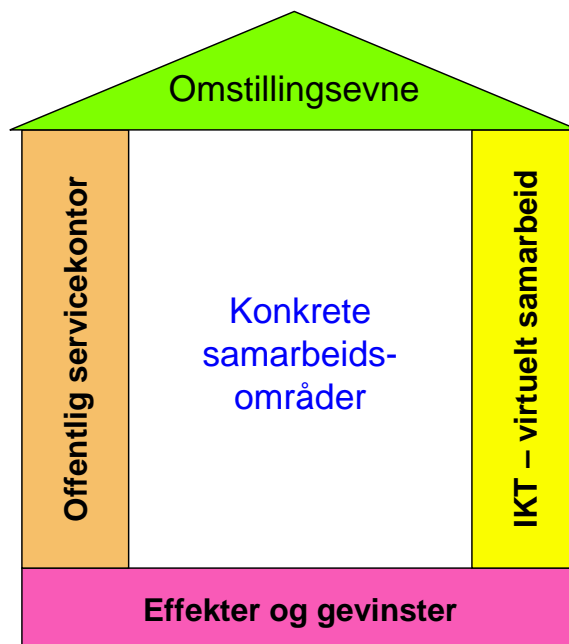 Omstillingsevne
Offentlig servicekontor
Konkrete
samarbeids-
områder
IKT – virtuelt samarbeid
Effekter og gevinster